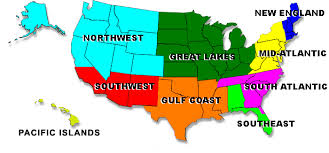 NEW ENGLAND
NORTHWEST
MID-ATLANTIC
GREAT LAKES
SOUTHWEST
SOUTH ATLANTIC
GULF COAST
SOUTHEAST
PACIFIC ISLANDS